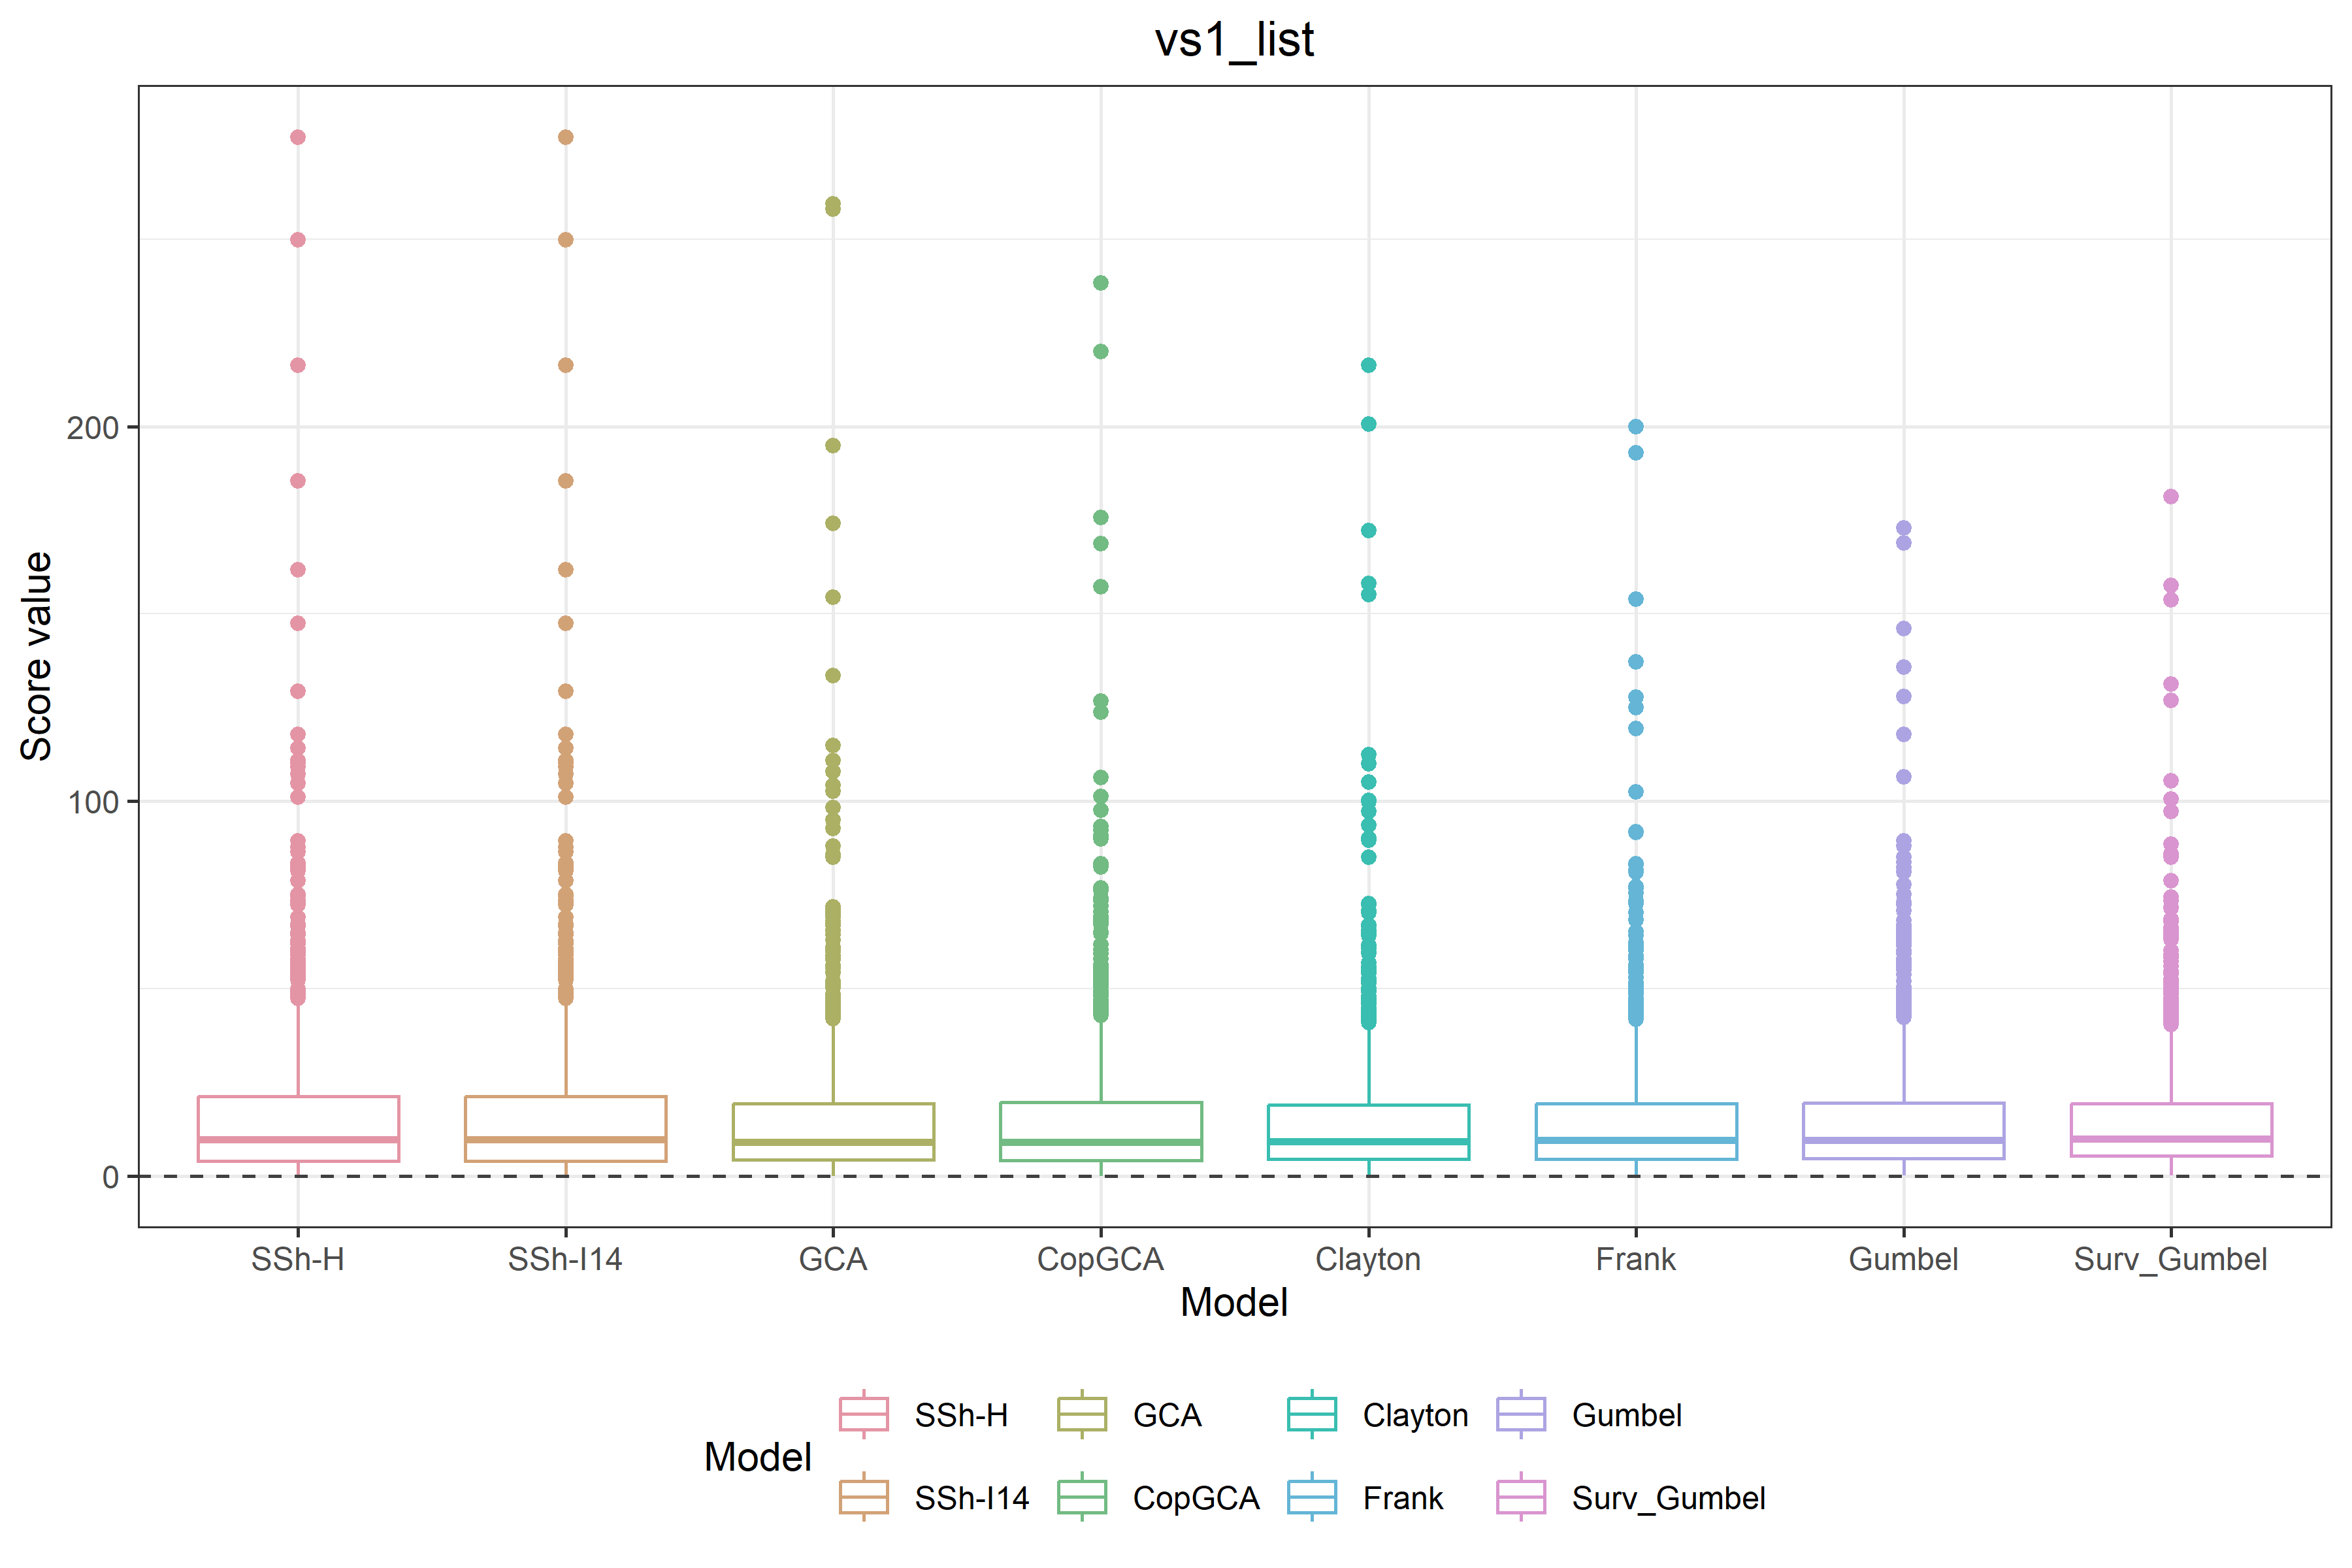 vs1_list
Score value
200
100
0
SSh-H SSh-I14 GCA CopGCA Clayton Frank Gumbel Surv_Gumbel
Model
Model
SSh-H GCA Clayton Gumbel
SSh-I14 CopGCA Frank Surv_Gumbel